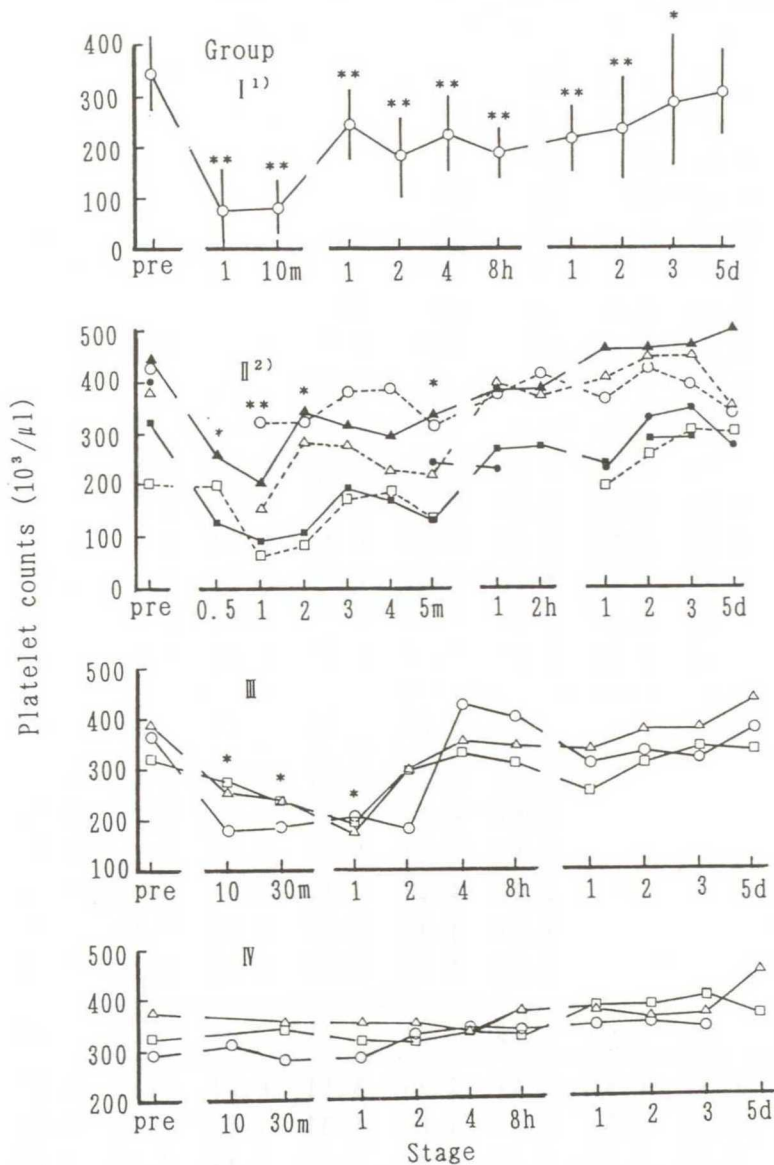 400
300
200
100
0
Group
I 1)
**
**
**
**
**
**
**
**
*
pre
1
10m
1
2
4
8h
1
2
3
5d
500
400
300
200
100
0
II 2)
*
**
*
*
pre
0.5
1
2
3
4
5m
1
2h
1
2
3
5d
Platelet counts (10³/μl)
500
400
300
200
100
III
*
*
*
pre
10
30m
1
2
4
8h
1
2
3
5d
500
400
300
200
IV
pre
10
30m
1
2
4
8h
1
2
3
5d
Stage